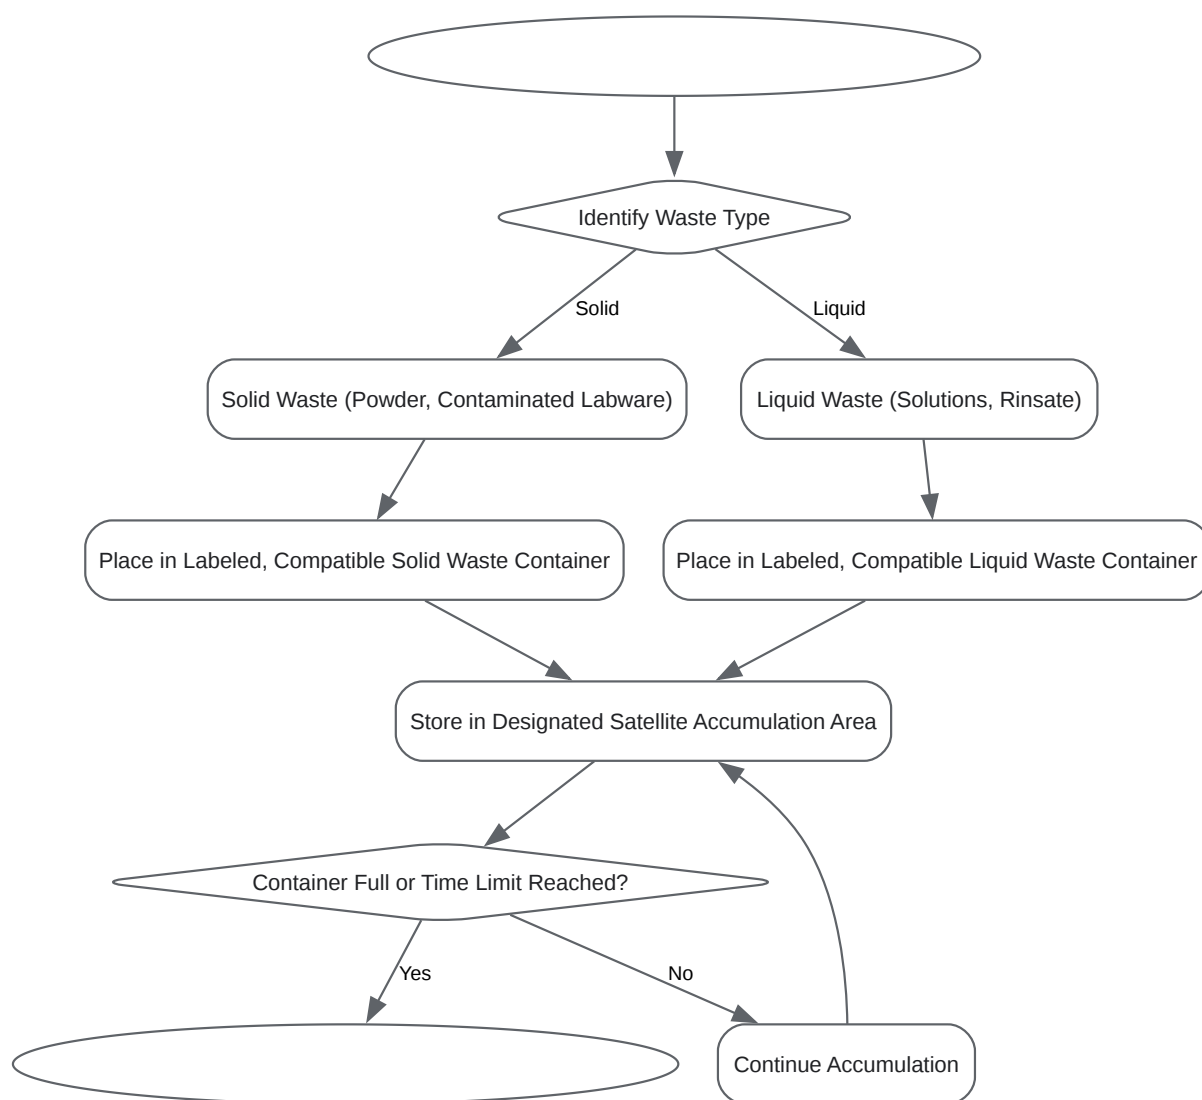 Identify Waste Type
Solid
Liquid
Solid Waste (Powder, Contaminated Labware)
Liquid Waste (Solutions, Rinsate)
Place in Labeled, Compatible Solid Waste Container
Place in Labeled, Compatible Liquid Waste Container
Store in Designated Satellite Accumulation Area
Container Full or Time Limit Reached?
Yes
No
Continue Accumulation